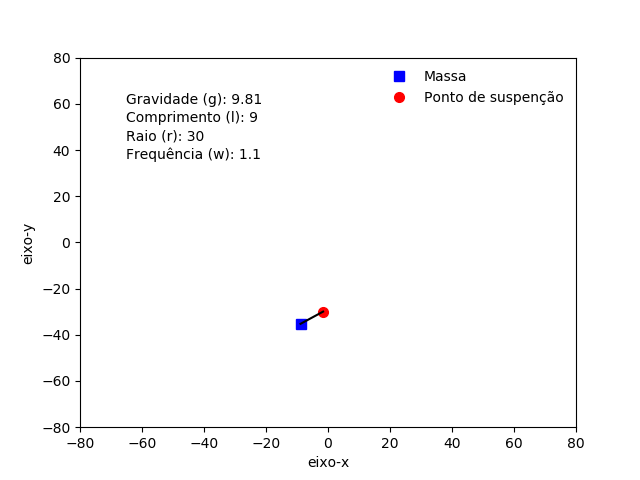 Massa
Ponto de suspenção
Gravidade (g): 9.81
Comprimento (l): 9
Raio (r): 30
Frequência (w): 1.1
80
60
40
20
0
−20
−40
−60
−80
eixo-y
−80 −60 −40 −20 0 20 40 60 80
eixo-x